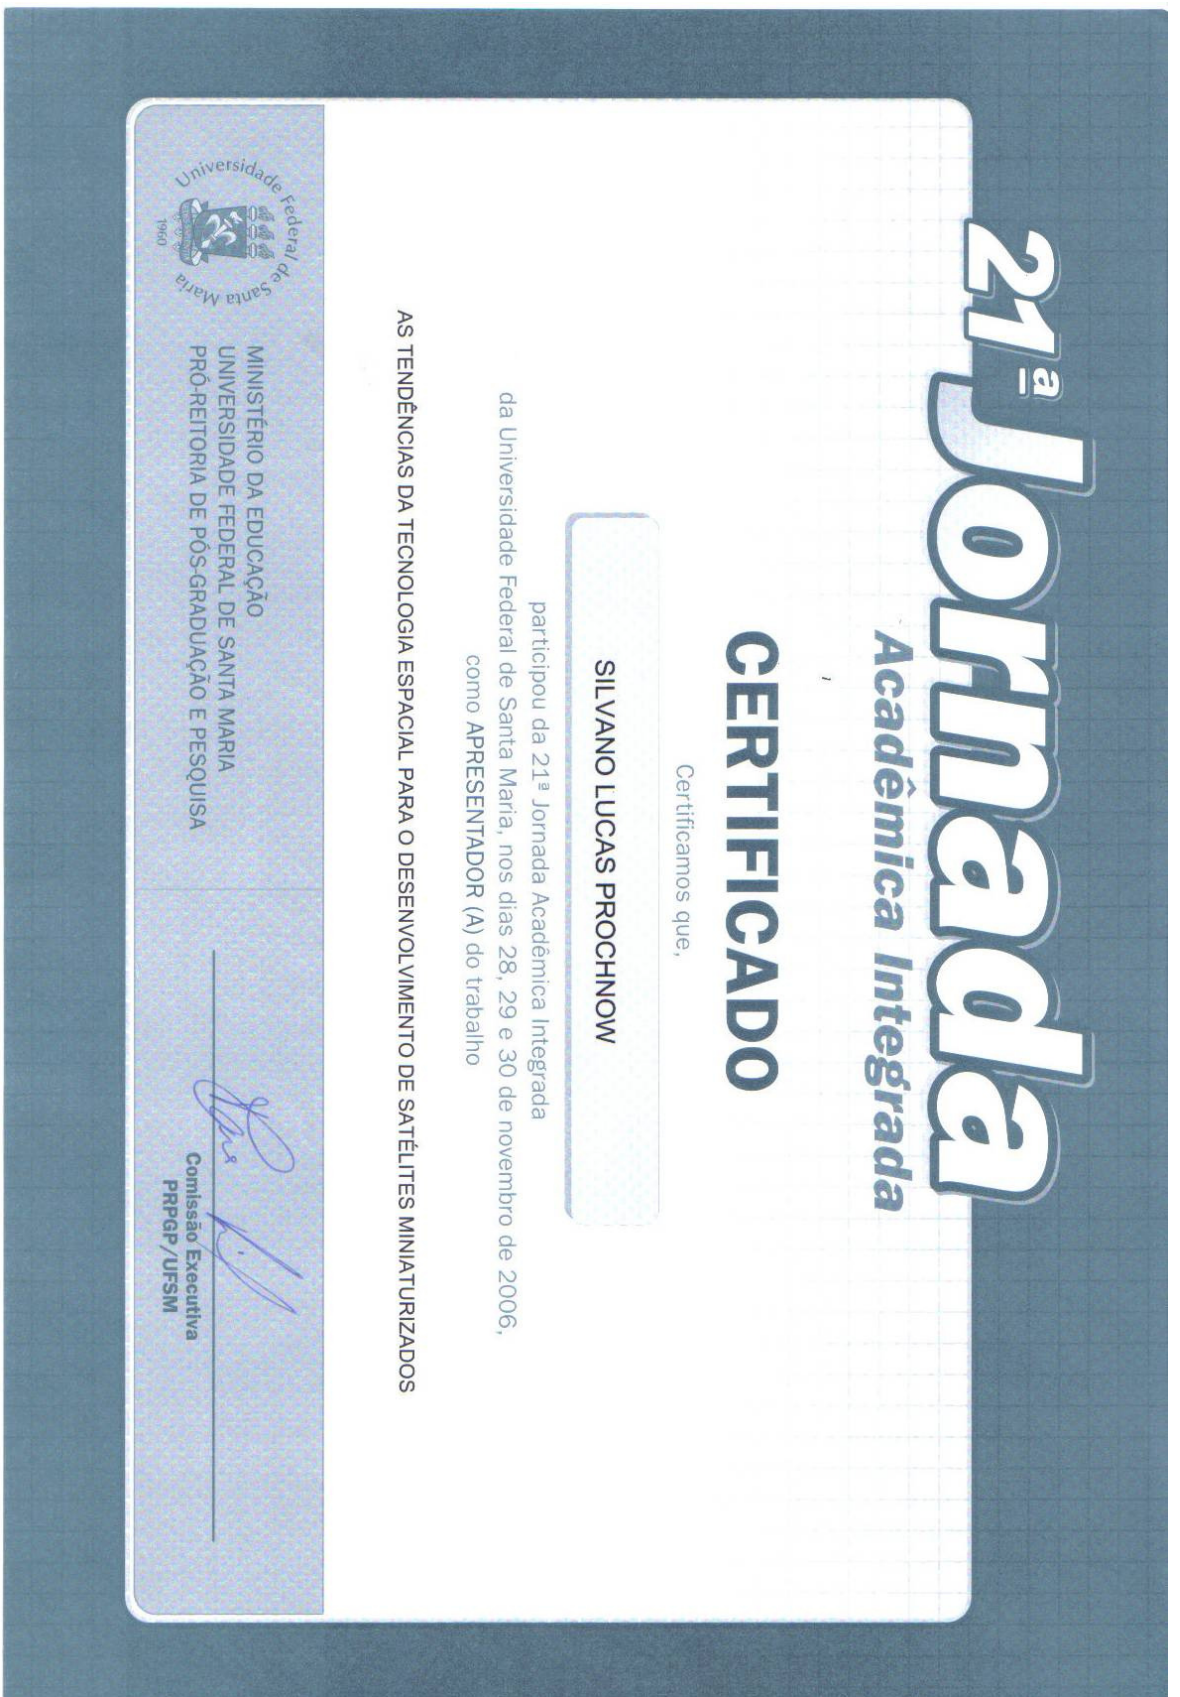 21ª Jornada
Acadêmica Integrada
CERTIFICADO
Certificamos que,
SILVANO LUCAS PROCHNOW
participou da 21ª Jornada Acadêmica Integrada
da Universidade Federal de Santa Maria, nos dias 28, 29 e 30 de novembro de 2006,
como APRESENTADOR (A) do trabalho
AS TENDÊNCIAS DA TECNOLOGIA ESPACIAL PARA O DESENVOLVIMENTO DE SATÉLITES MINIATURIZADOS
Universidade Federal de Santa Maria
1960
MINISTÉRIO DA EDUCAÇÃO
UNIVERSIDADE FEDERAL DE SANTA MARIA
PRÓ-REITORIA DE PÓS-GRADUAÇÃO E PESQUISA
Comissão Executiva
PRPGP/UFSM